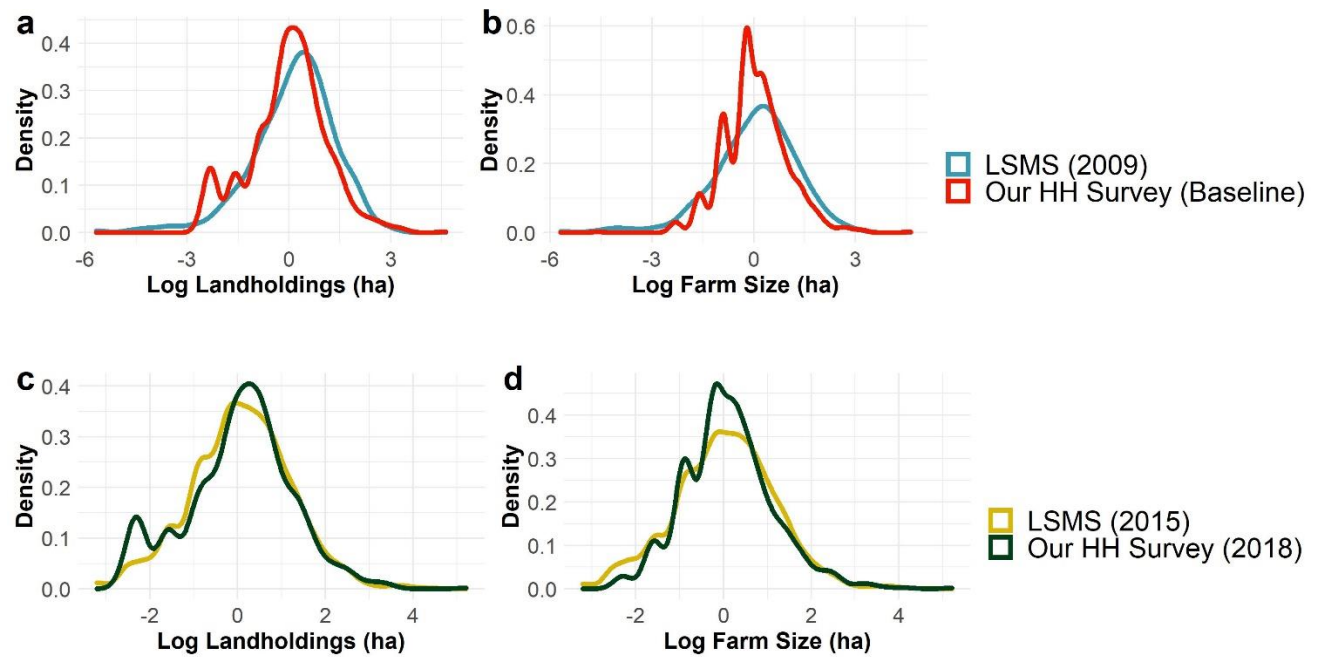 a
0.4
0.3
0.2
0.1
0.0
Density
-6 -3 0 3
Log Landholdings (ha)
b
0.6
0.4
0.2
0.0
Density
-6 -3 0 3
Log Farm Size (ha)
LSMS (2009)
Our HH Survey (Baseline)
c
0.4
0.3
0.2
0.1
0.0
Density
-2 0 2 4
Log Landholdings (ha)
d
0.4
0.3
0.2
0.1
0.0
Density
-2 0 2 4
Log Farm Size (ha)
LSMS (2015)
Our HH Survey (2018)